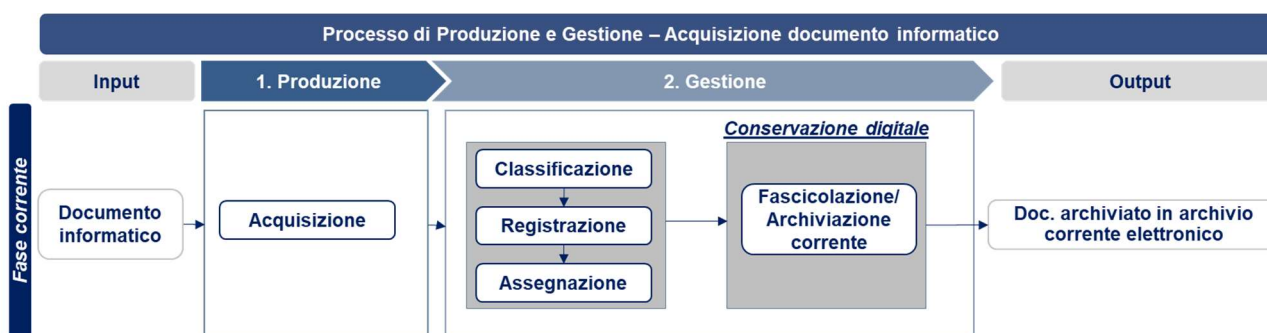 Processo di Produzione e Gestione – Acquisizione documento informatico
Input
1. Produzione
2. Gestione
Output
Fase corrente
Documento
informatico
Acquisizione
Classificazione
Registrazione
Assegnazione
Conservazione digitale
Fascicolazione/
Archiviazione
corrente
Doc. archiviato in archivio
corrente elettronico